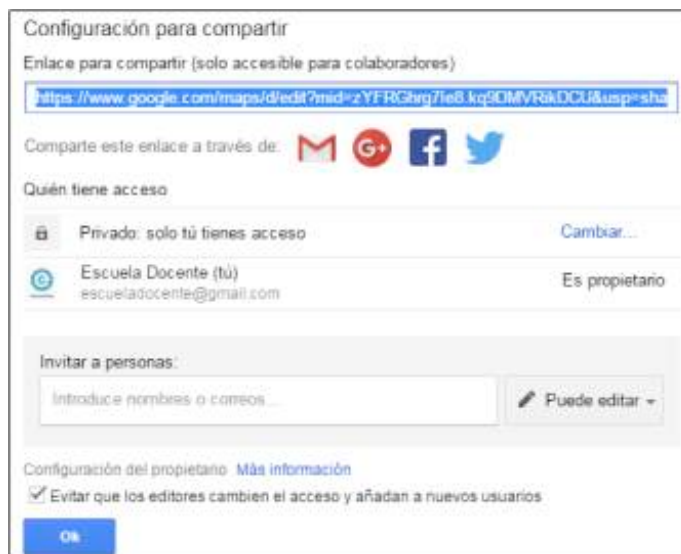 Configuración para compartir
Enlace para compartir (solo accesible para colaboradores)
https://www.google.com/maps/d/edit?mid=zYFRGhrg7Ie8.kq9DMVRikDCU&usp=sha
Comparte este enlace a través de:
Quién tiene acceso
Privado: solo tú tienes acceso Cambiar...
Escuela Docente (tú) Es propietario
escueladocente@gmail.com
Invitar a personas:
Introduce nombres o correos... Puede editar
Configuración del propietario Más información
Evitar que los editores cambien el acceso y añadan a nuevos usuarios
Ok